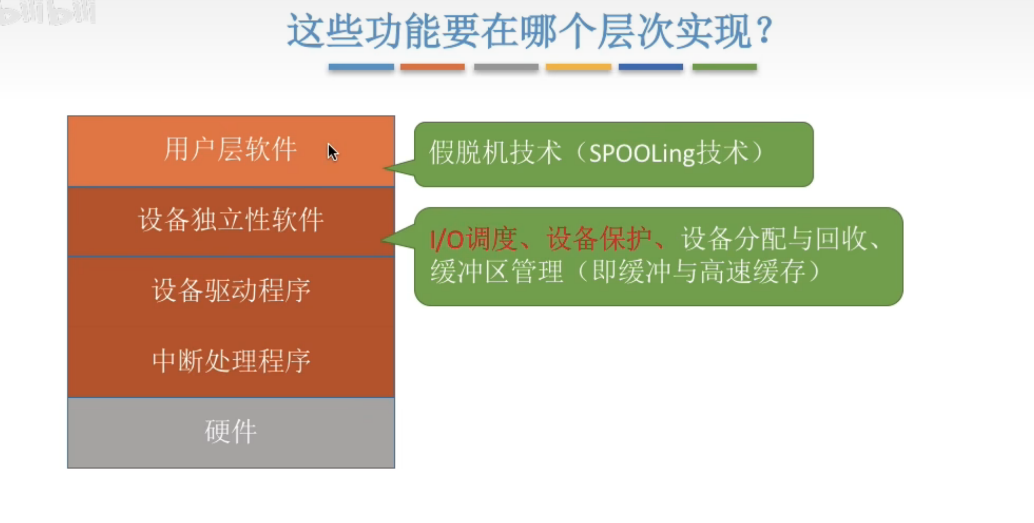 这些功能要在哪个层次实现？
用户层软件
假脱机技术（SPOOLing技术）
设备独立性软件
I/O调度、设备保护、设备分配与回收、
缓冲区管理（即缓冲与高速缓存）
设备驱动程序
中断处理程序
硬件